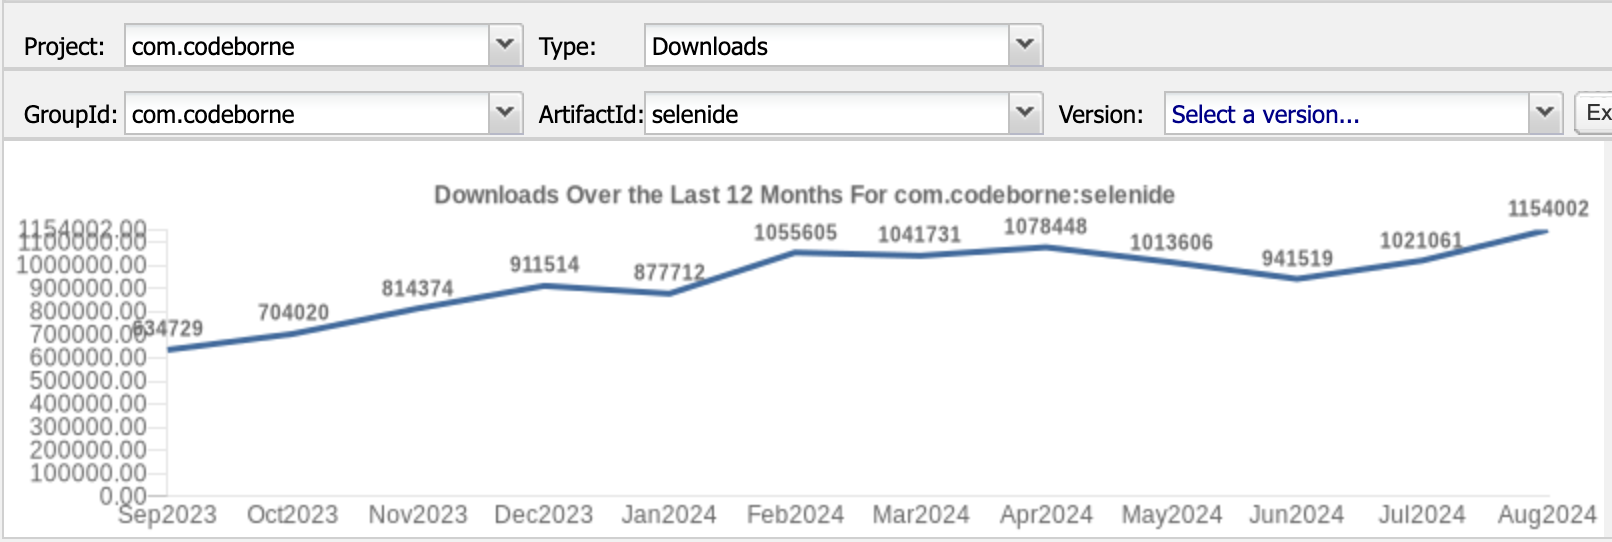 Project: com.codeborne Type: Downloads
GroupId: com.codeborne ArtifactId: selenide Version: Select a version... Ex
Downloads Over the Last 12 Months For com.codeborne:selenide
1154002.00
1100000.00
1000000.00
900000.00
800000.00
700000.00
600000.00
500000.00
400000.00
300000.00
200000.00
100000.00
0.00
634729 704020 814374 911514 877712 1055605 1041731 1078448 1013606 941519 1021061 1154002
Sep2023 Oct2023 Nov2023 Dec2023 Jan2024 Feb2024 Mar2024 Apr2024 May2024 Jun2024 Jul2024 Aug2024